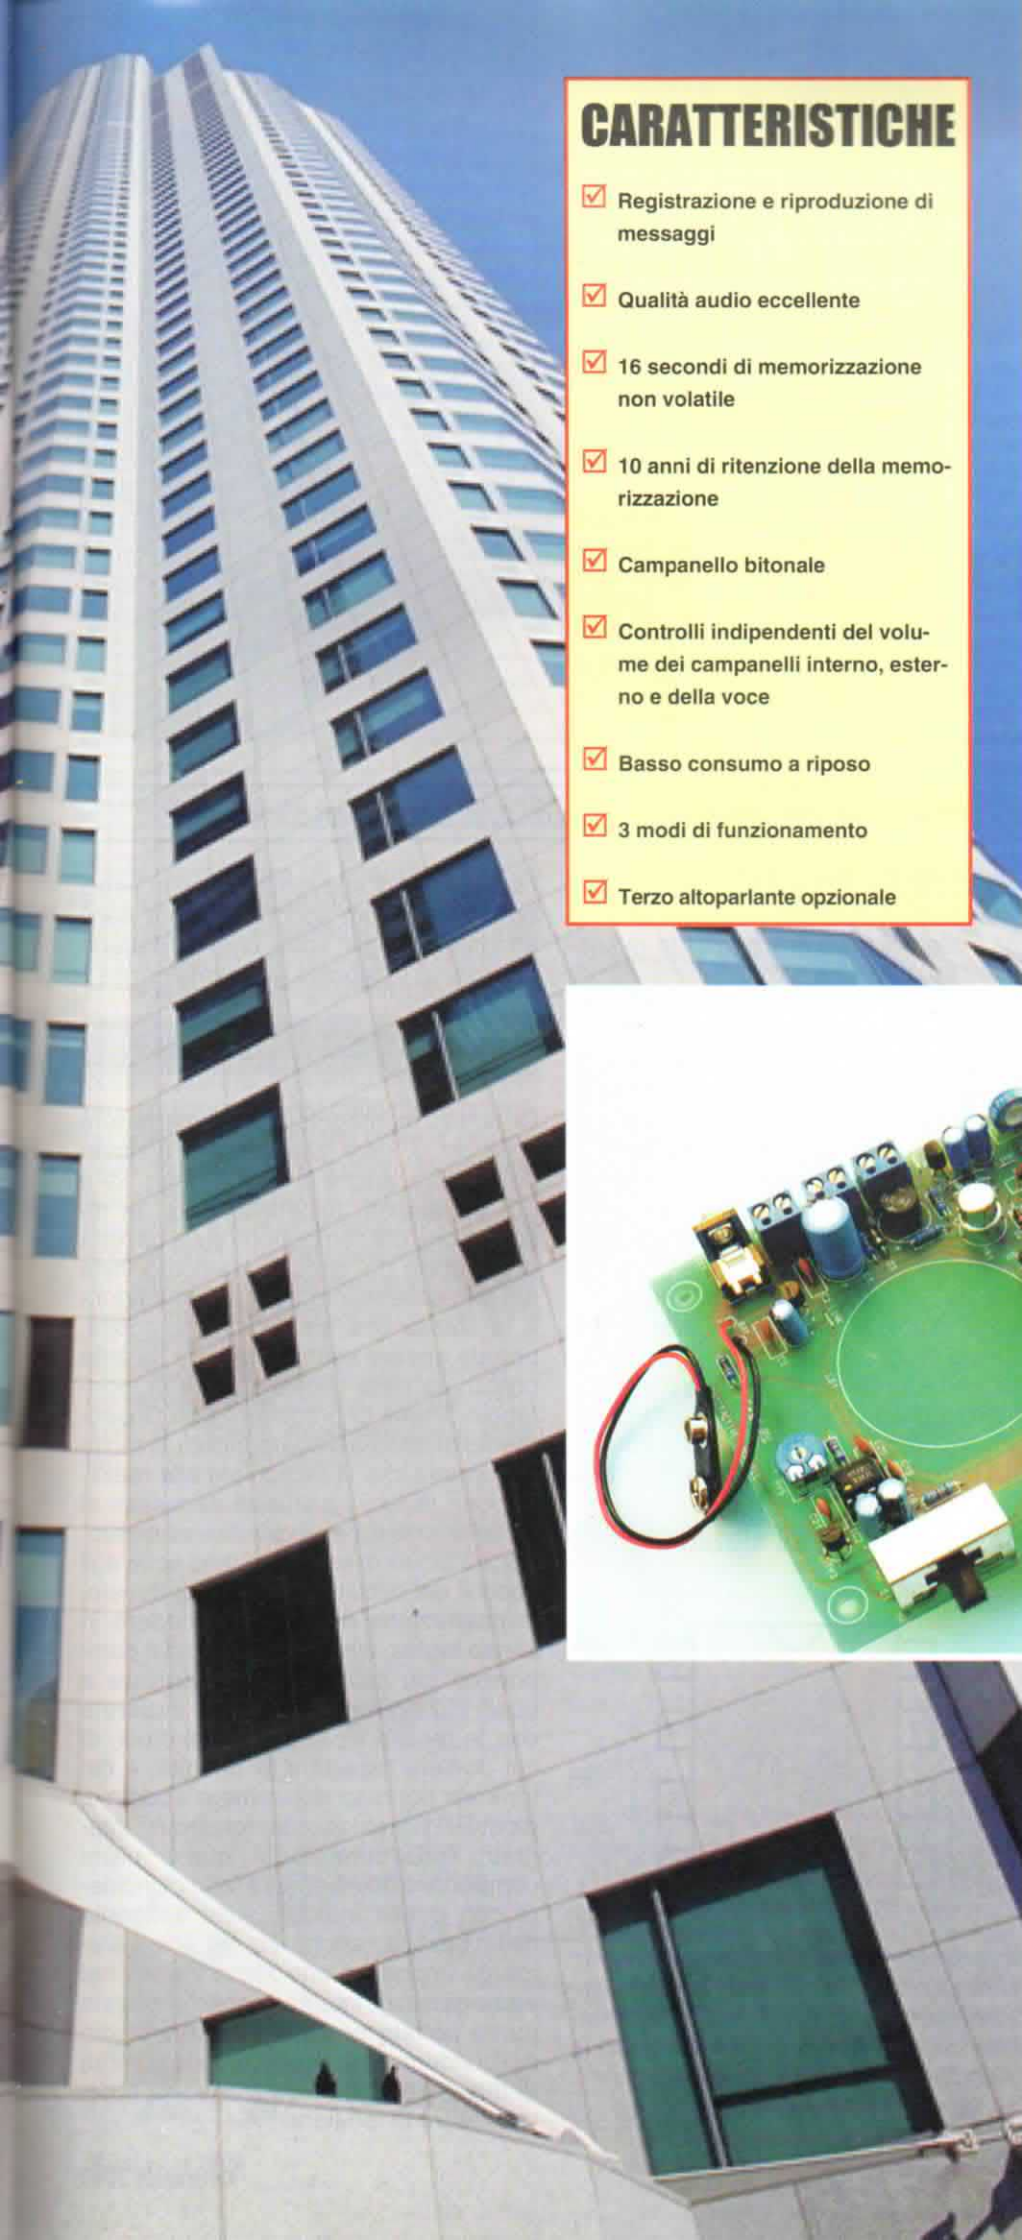 CARATTERISTICHE
Registrazione e riproduzione di
messaggi
Qualità audio eccellente
16 secondi di memorizzazione
non volatile
10 anni di ritenzione della memo-
rizzazione
Campanello bitonale
Controlli indipendenti del volu-
me dei campanelli interno, ester-
no e della voce
Basso consumo a riposo
3 modi di funzionamento
Terzo altoparlante opzionale